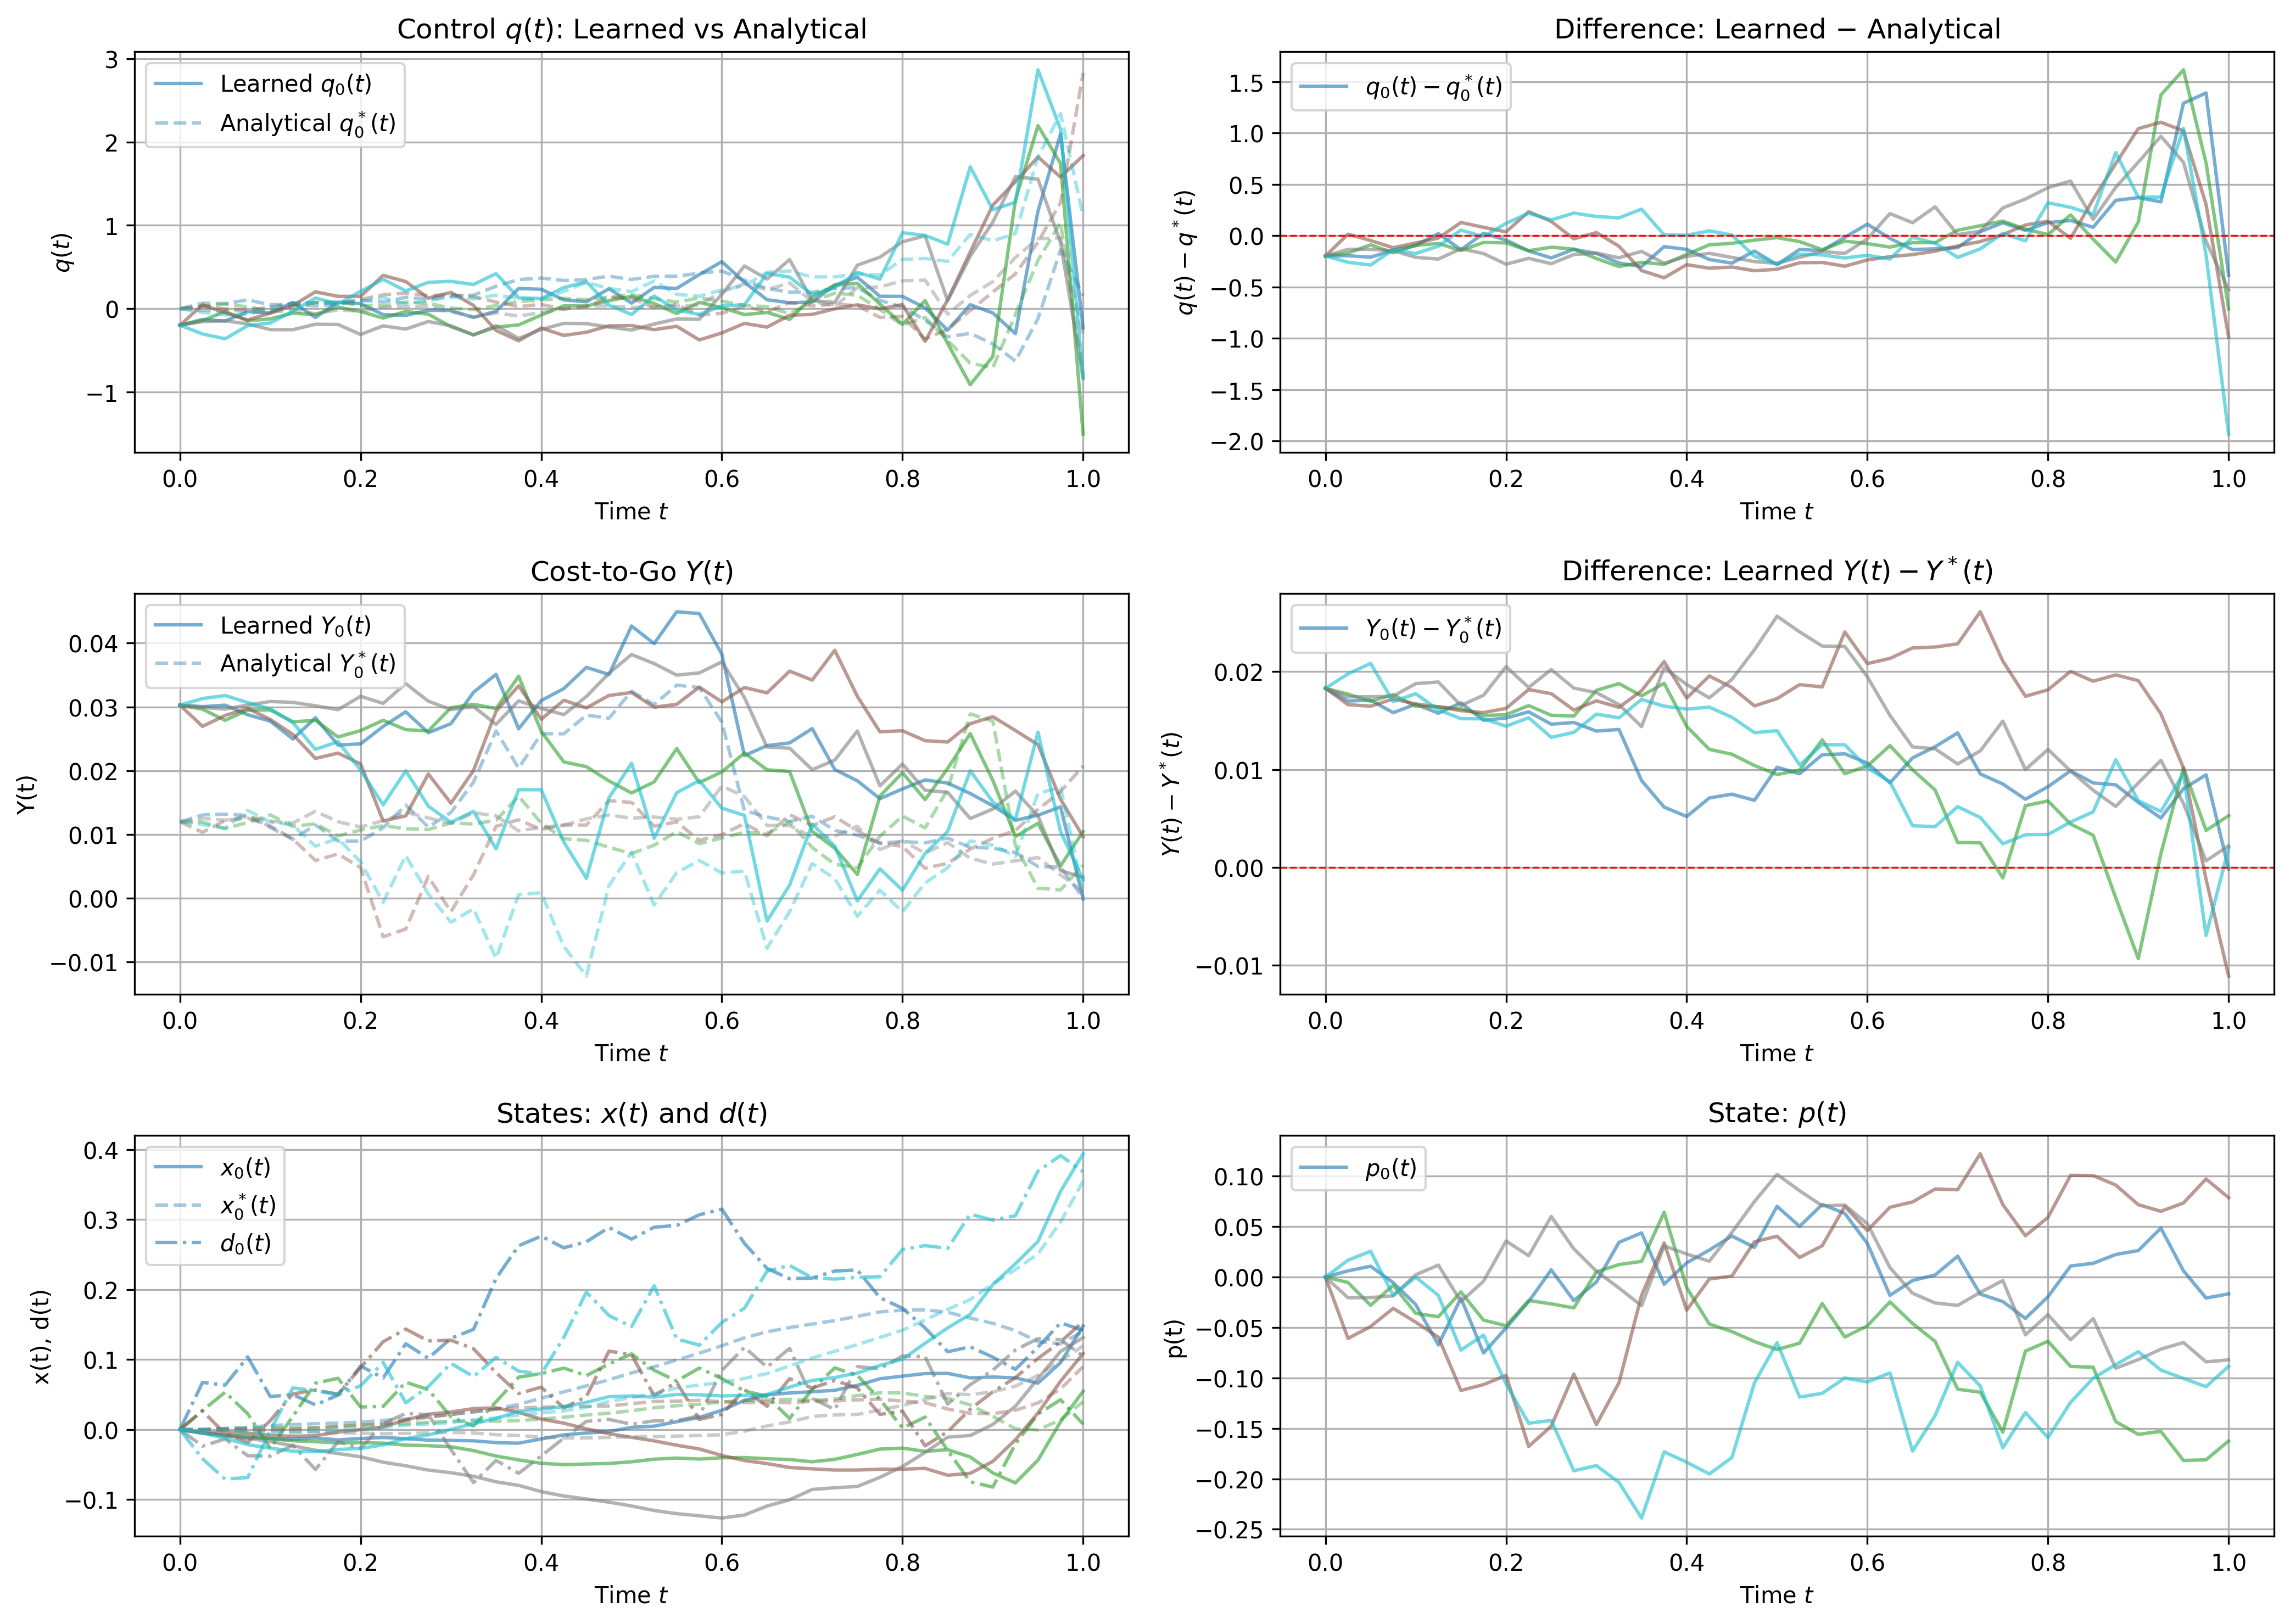 Control q(t): Learned vs Analytical
Learned q₀(t)
Analytical q₀*(t)
3
2
1
0
−1
q(t)
0.0 0.2 0.4 0.6 0.8 1.0
Time t
Difference: Learned − Analytical
q₀(t) − q₀*(t)
1.5
1.0
0.5
0.0
−0.5
−1.0
−1.5
−2.0
q(t) − q*(t)
0.0 0.2 0.4 0.6 0.8 1.0
Time t
Cost-to-Go Y(t)
Learned Y₀(t)
Analytical Y₀*(t)
0.04
0.03
0.02
0.01
0.00
−0.01
Y(t)
0.0 0.2 0.4 0.6 0.8 1.0
Time t
Difference: Learned Y(t) − Y*(t)
Y₀(t) − Y₀*(t)
0.02
0.01
0.00
−0.01
Y(t) − Y*(t)
0.0 0.2 0.4 0.6 0.8 1.0
Time t
States: x(t) and d(t)
x₀(t)
x₀*(t)
d₀(t)
0.4
0.3
0.2
0.1
0.0
−0.1
x(t), d(t)
0.0 0.2 0.4 0.6 0.8 1.0
Time t
State: p(t)
p₀(t)
0.10
0.05
0.00
−0.05
−0.10
−0.15
−0.20
−0.25
p(t)
0.0 0.2 0.4 0.6 0.8 1.0
Time t